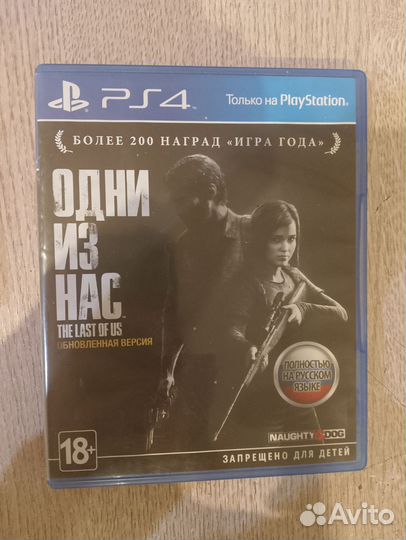 PS4
Только на PlayStation®
БОЛЕЕ 200 НАГРАД «ИГРА ГОДА»
ОДНИ
ИЗ
НАС
THE LAST OF US
ОБНОВЛЕННАЯ ВЕРСИЯ
ПОЛНОСТЬЮ
НА РУССКОМ
ЯЗЫКЕ
NAUGHTY DOG
18+
ЗАПРЕЩЕНО ДЛЯ ДЕТЕЙ
Avito